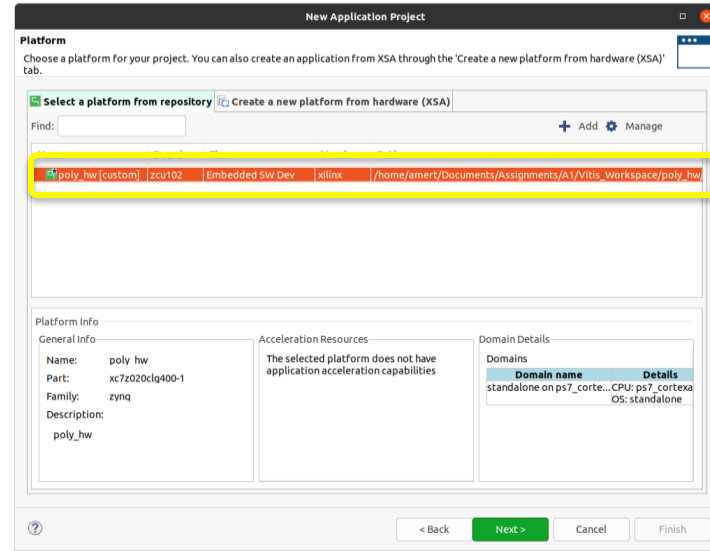 New Application Project
Platform
Choose a platform for your project. You can also create an application from XSA through the 'Create a new platform from hardware (XSA)'
tab.
Select a platform from repository Create a new platform from hardware (XSA)
Find: Add Manage
poly_hw [custom] zcu102 Embedded SW Dev xilinx /home/amert/Documents/Assignments/A1/Vitis_Workspace/poly_hw/
Platform Info
General Info Acceleration Resources Domain Details
Name: poly_hw The selected platform does not have Domains
Part: xc7z020clg400-1 application acceleration capabilities Domain name Details
Family: zynq standalone on ps7_corte... CPU: ps7_cortexa
Description: OS: standalone
poly_hw
< Back Next > Cancel Finish